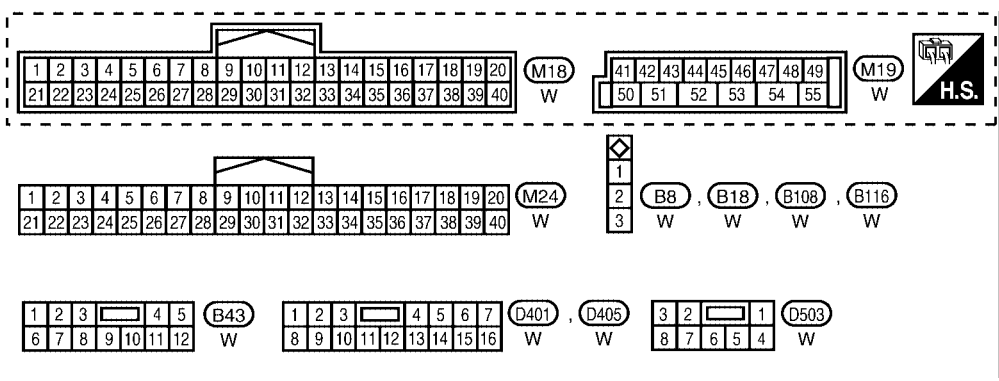 1 2 3 4 5 6 7 8 9 10 11 12 13 14 15 16 17 18 19 20
21 22 23 24 25 26 27 28 29 30 31 32 33 34 35 36 37 38 39 40
M18
W
41 42 43 44 45 46 47 48 49
50 51 52 53 54 55
M19
W
H.S.
1 2 3 4 5 6 7 8 9 10 11 12 13 14 15 16 17 18 19 20
21 22 23 24 25 26 27 28 29 30 31 32 33 34 35 36 37 38 39 40
M24
W
1
2
3
B8 , B18 , B108 , B116
W W W W
1 2 3 4 5
6 7 8 9 10 11 12
B43
W
1 2 3 4 5 6 7
8 9 10 11 12 13 14 15 16
D401 , D405
W W
3 2 1
8 7 6 5 4
D503
W